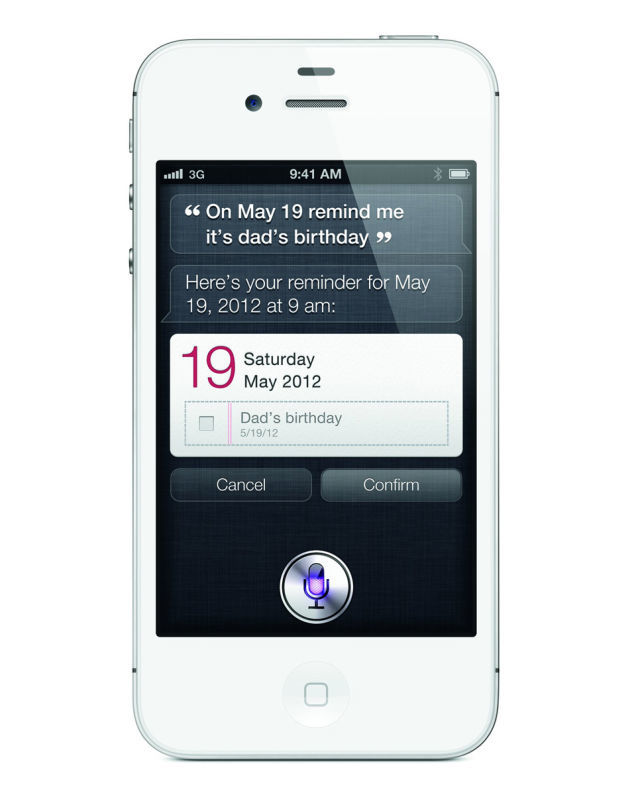 3G 9:41 AM
“ On May 19 remind me
it’s dad’s birthday ”
Here’s your reminder for May
19, 2012 at 9 am:
19 Saturday
May 2012
Dad’s birthday
5/19/12
Cancel Confirm